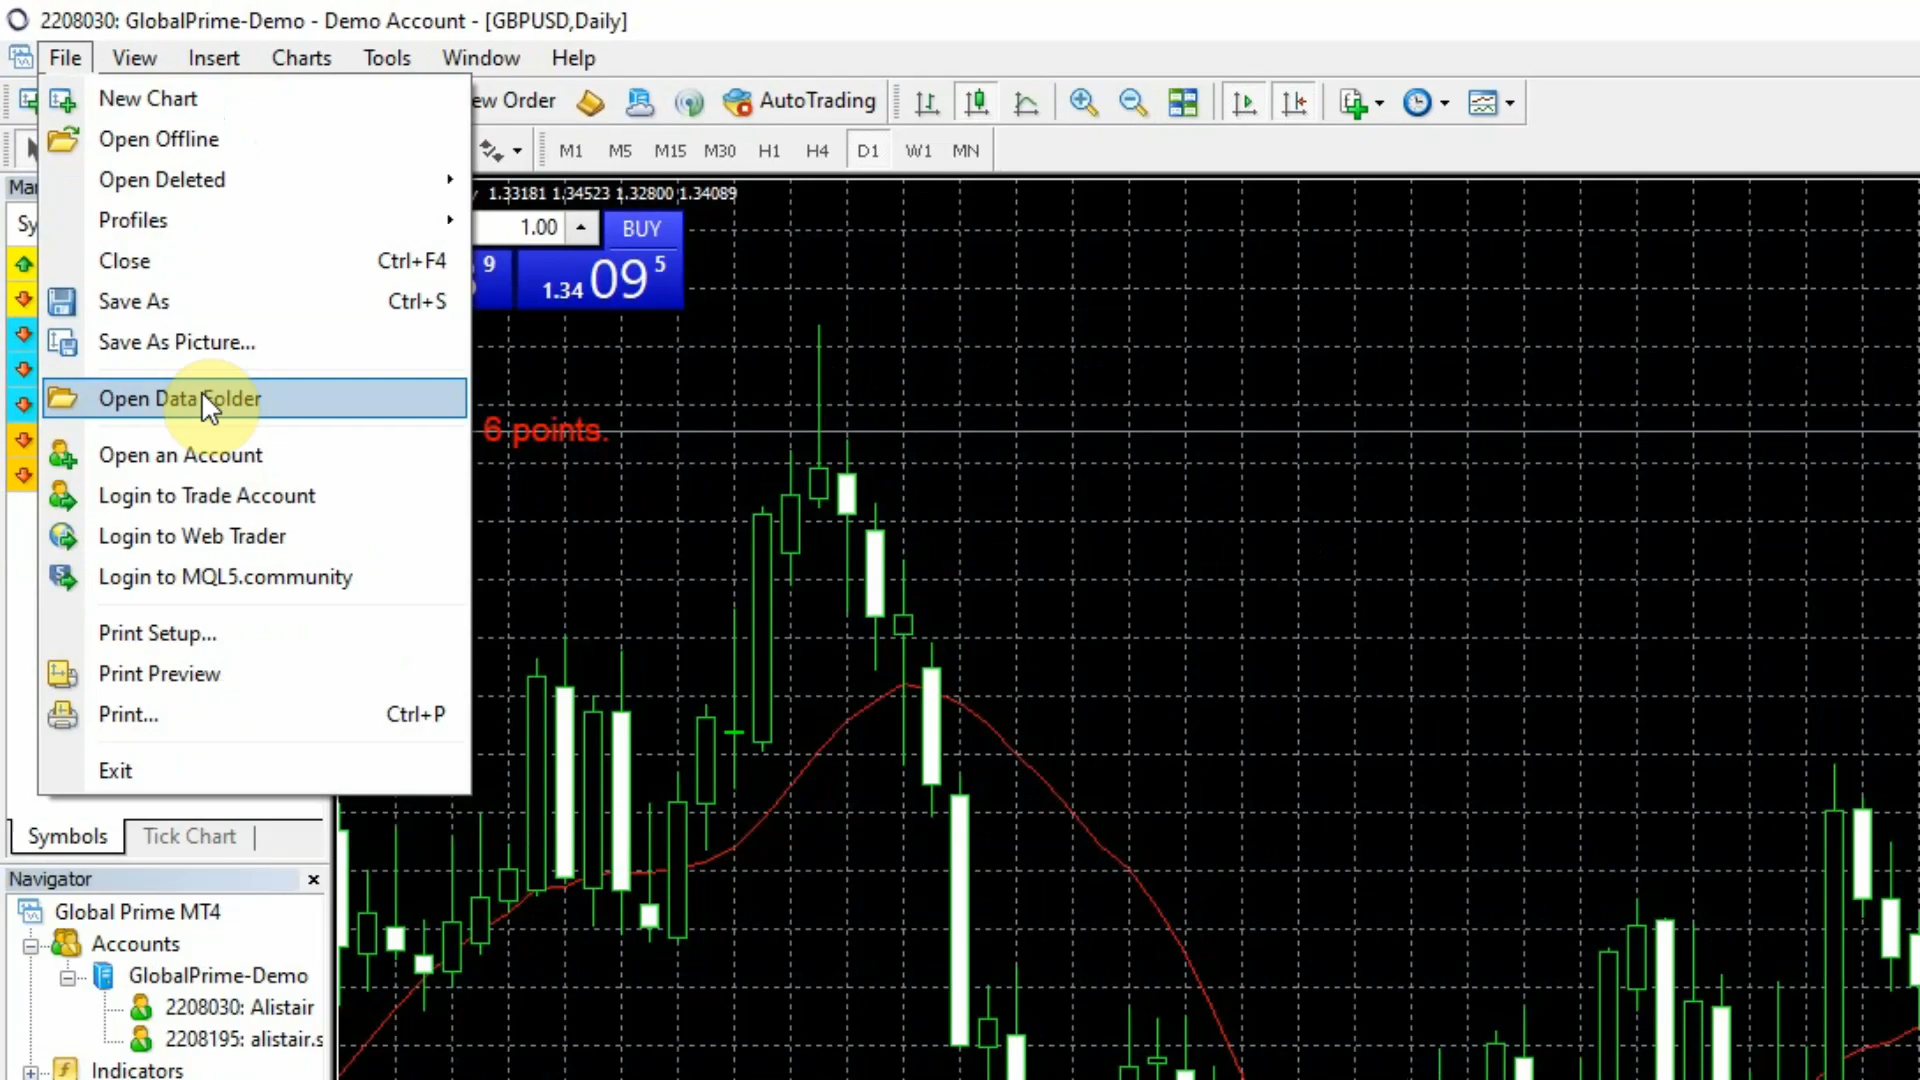 2208030: GlobalPrime-Demo - Demo Account - [GBPUSD,Daily]
File View Insert Charts Tools Window Help
New Chart
ew Order AutoTrading
Open Offline
M1 M5 M15 M30 H1 H4 D1 W1 MN
Open Deleted
Mar
1.33181 1.34523 1.32800 1.34089
Profiles
Sy
1.00 BUY
Close Ctrl+F4
9 1.34 09 5
Save As Ctrl+S
Save As Picture...
Open Data Folder
6 points.
Open an Account
Login to Trade Account
Login to Web Trader
Login to MQL5.community
Print Setup...
Print Preview
Print... Ctrl+P
Exit
Symbols Tick Chart
Navigator
Global Prime MT4
Accounts
GlobalPrime-Demo
2208030: Alistair
2208195: alistair.s
Indicators